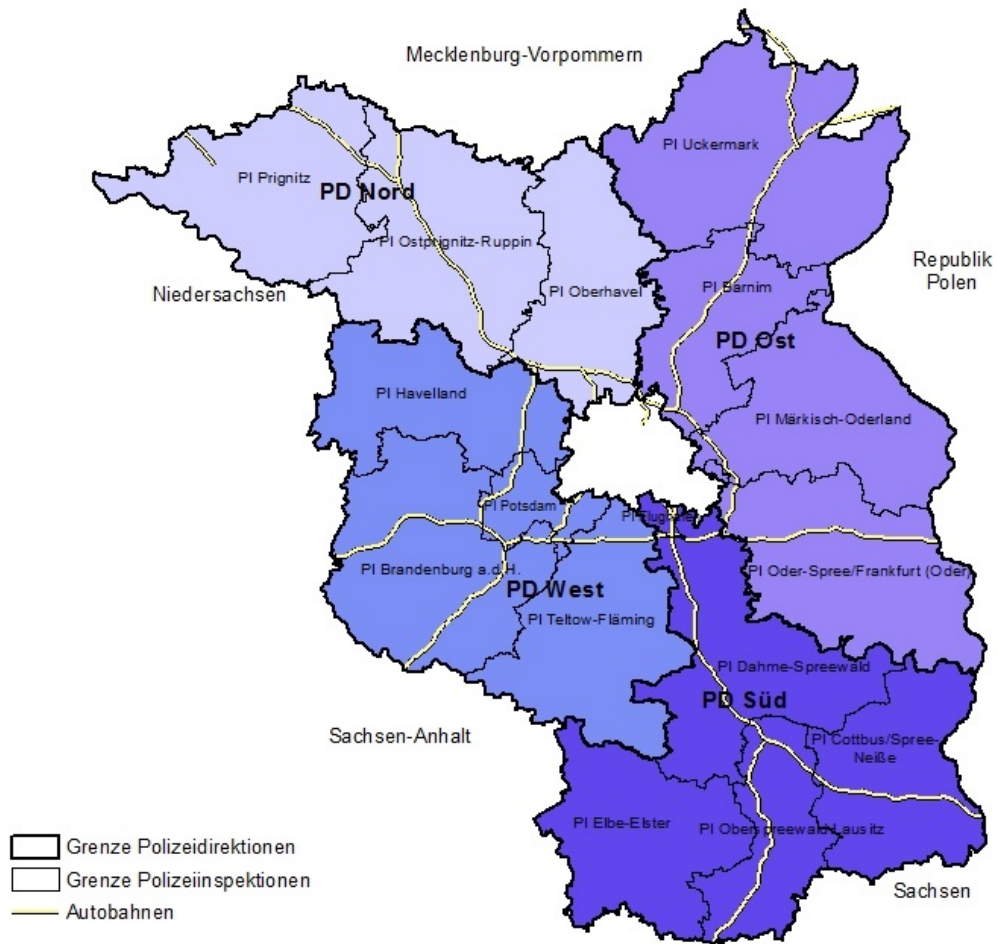 Mecklenburg-Vorpommern
PI Uckermark
PI Prignitz
PD Nord
PI Ostprignitz-Ruppin
Republik
Polen
Niedersachsen
PI Oberhavel
PI Barnim
PD Ost
PI Havelland
PI Märkisch-Oderland
PI Potsdam
PI
PI Brandenburg a.d.H.
PI Oder-Spree/Frankfurt (Oder)
PD West
PI Teltow-Fläming
PI Dahme-Spreewald
PD Süd
Sachsen-Anhalt
PI Cottbus/Spree-
Neiße
PI Elbe-Elster
PI Oberspreewald-Lausitz
Grenze Polizeidirektionen
Grenze Polizeiinspektionen
Sachsen
Autobahnen